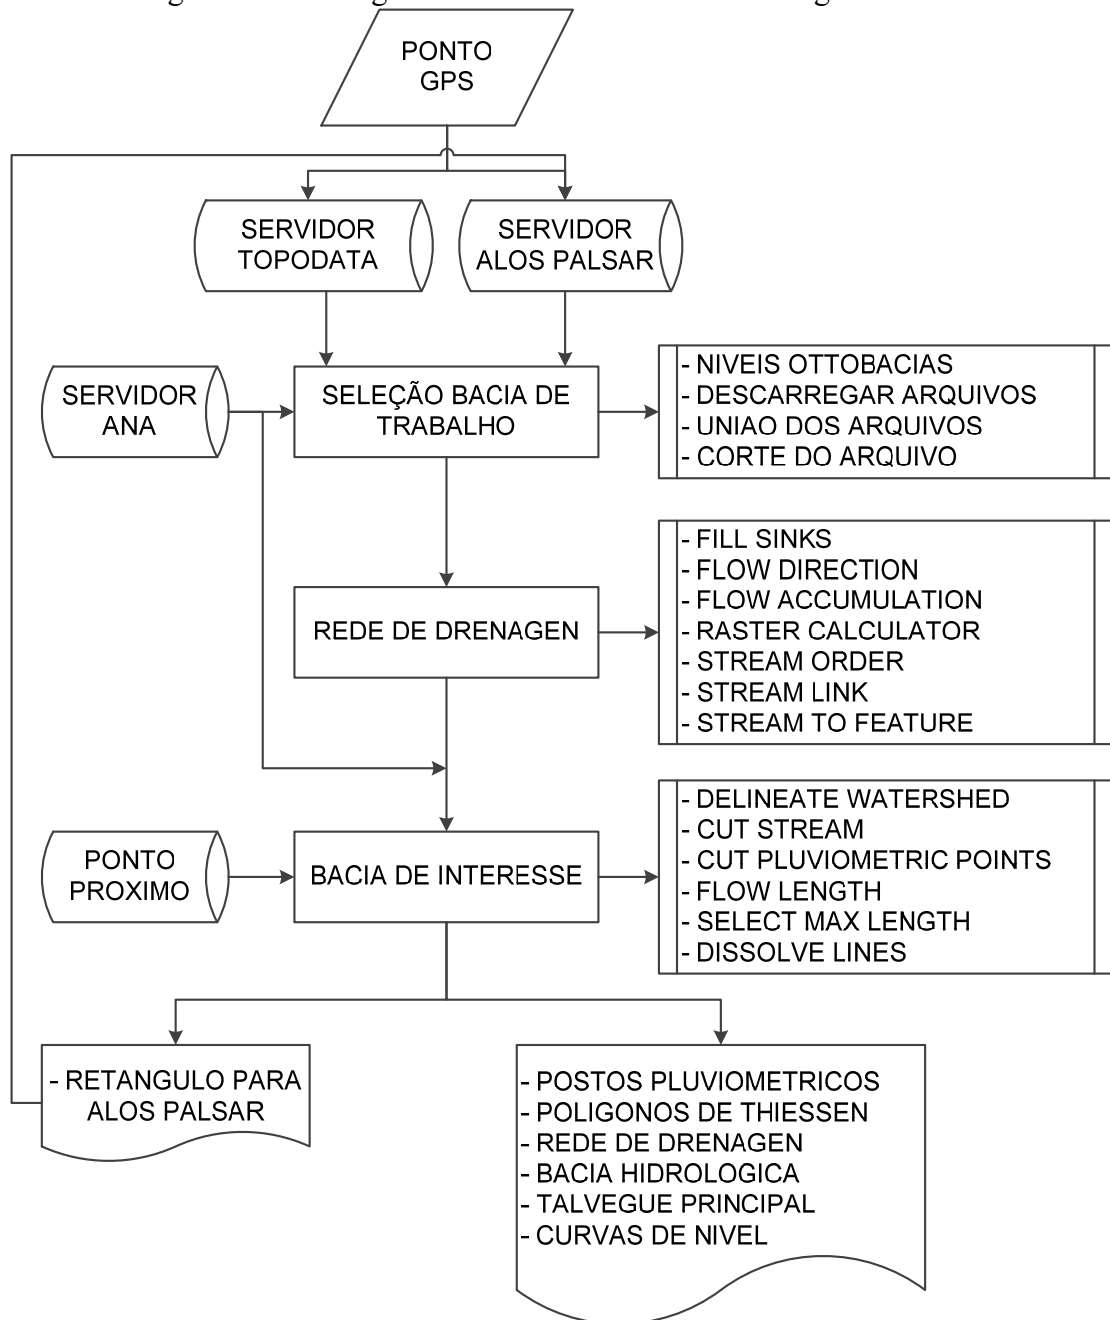 PONTO
GPS
SERVIDOR
TOPODATA
SERVIDOR
ALOS PALSAR
SERVIDOR
ANA
SELEÇÃO BACIA DE
TRABALHO
- NIVEIS OTTOBACIAS
- DESCARREGAR ARQUIVOS
- UNIAO DOS ARQUIVOS
- CORTE DO ARQUIVO
REDE DE DRENAGEN
- FILL SINKS
- FLOW DIRECTION
- FLOW ACCUMULATION
- RASTER CALCULATOR
- STREAM ORDER
- STREAM LINK
- STREAM TO FEATURE
PONTO
PROXIMO
BACIA DE INTERESSE
- DELINEATE WATERSHED
- CUT STREAM
- CUT PLUVIOMETRIC POINTS
- FLOW LENGTH
- SELECT MAX LENGTH
- DISSOLVE LINES
- RETANGULO PARA
ALOS PALSAR
- POSTOS PLUVIOMETRICOS
- POLIGONOS DE THIESSEN
- REDE DE DRENAGEN
- BACIA HIDROLOGICA
- TALVEGUE PRINCIPAL
- CURVAS DE NIVEL